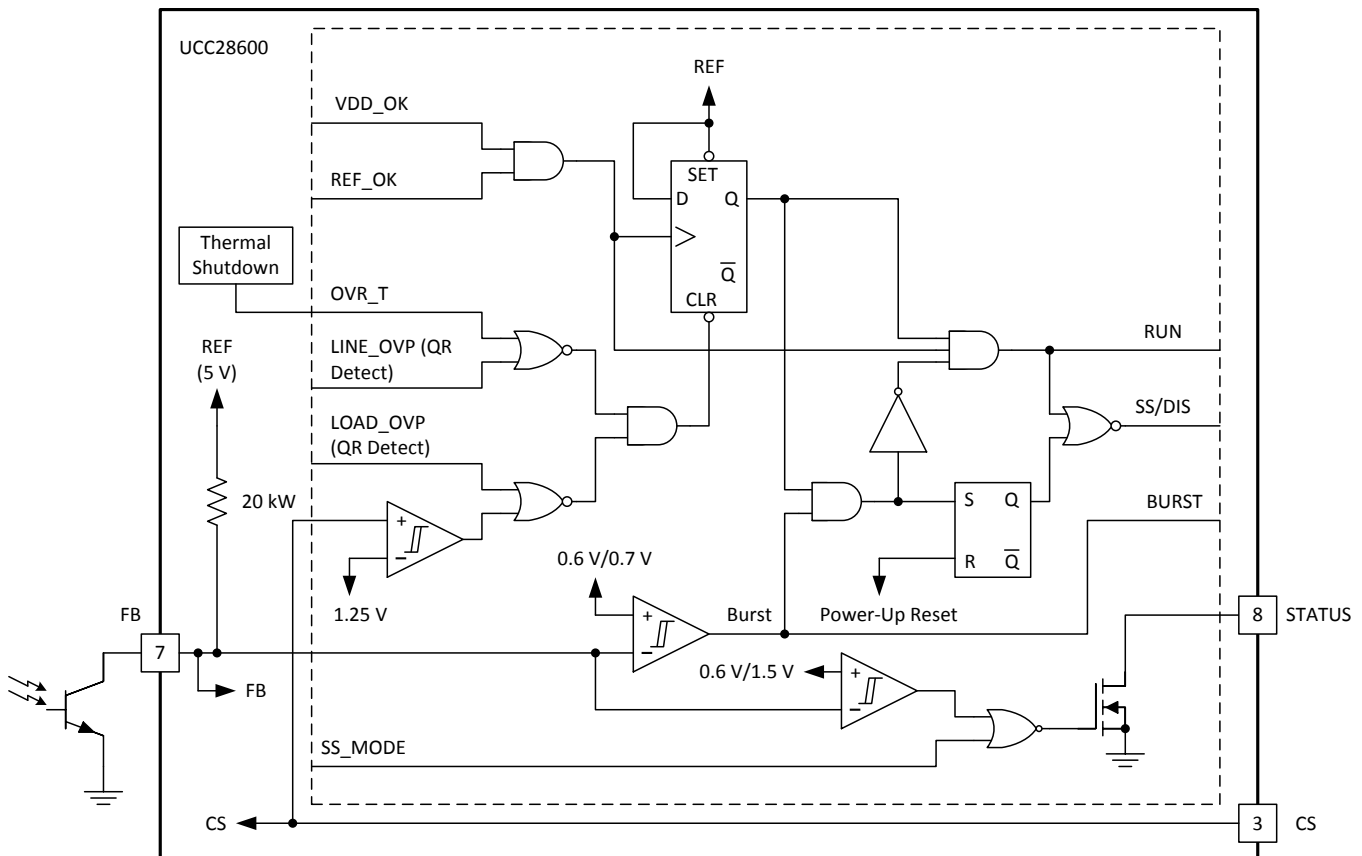 UCC28600
REF
VDD_OK
REF_OK
SET
D
Q
Q
CLR
Thermal
Shutdown
OVR_T
REF
(5 V)
LINE_OVP (QR
Detect)
RUN
LOAD_OVP
(QR Detect)
SS/DIS
20 kW
+
–
1.25 V
S
Q
R
Q
BURST
0.6 V/0.7 V
+
–
Burst
Power-Up Reset
FB
7
FB
8
STATUS
0.6 V/1.5 V
+
–
SS_MODE
CS
3
CS